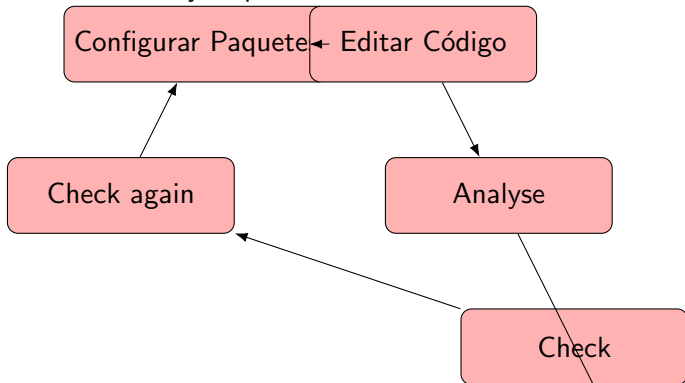 Configurar Paquete
Editar Código
Check again
Analyse
Check